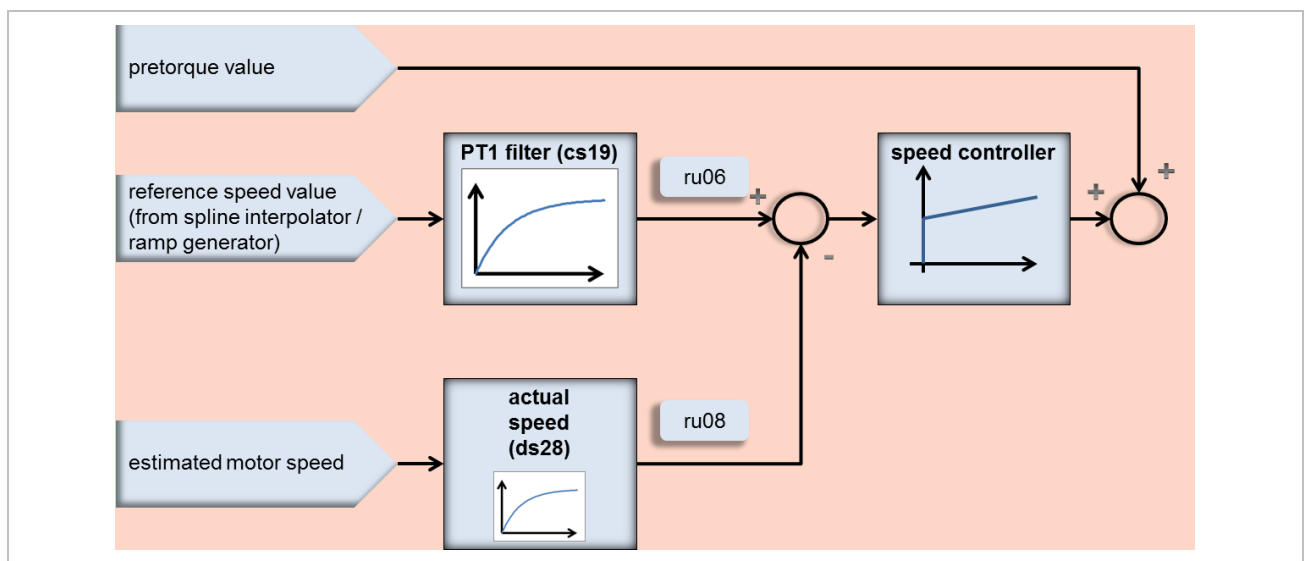 pretorque value
PT1 filter (cs19)
speed controller
reference speed value
(from spline interpolator /
ramp generator)
ru06
+
+
+
-
actual
speed
(ds28)
ru08
estimated motor speed